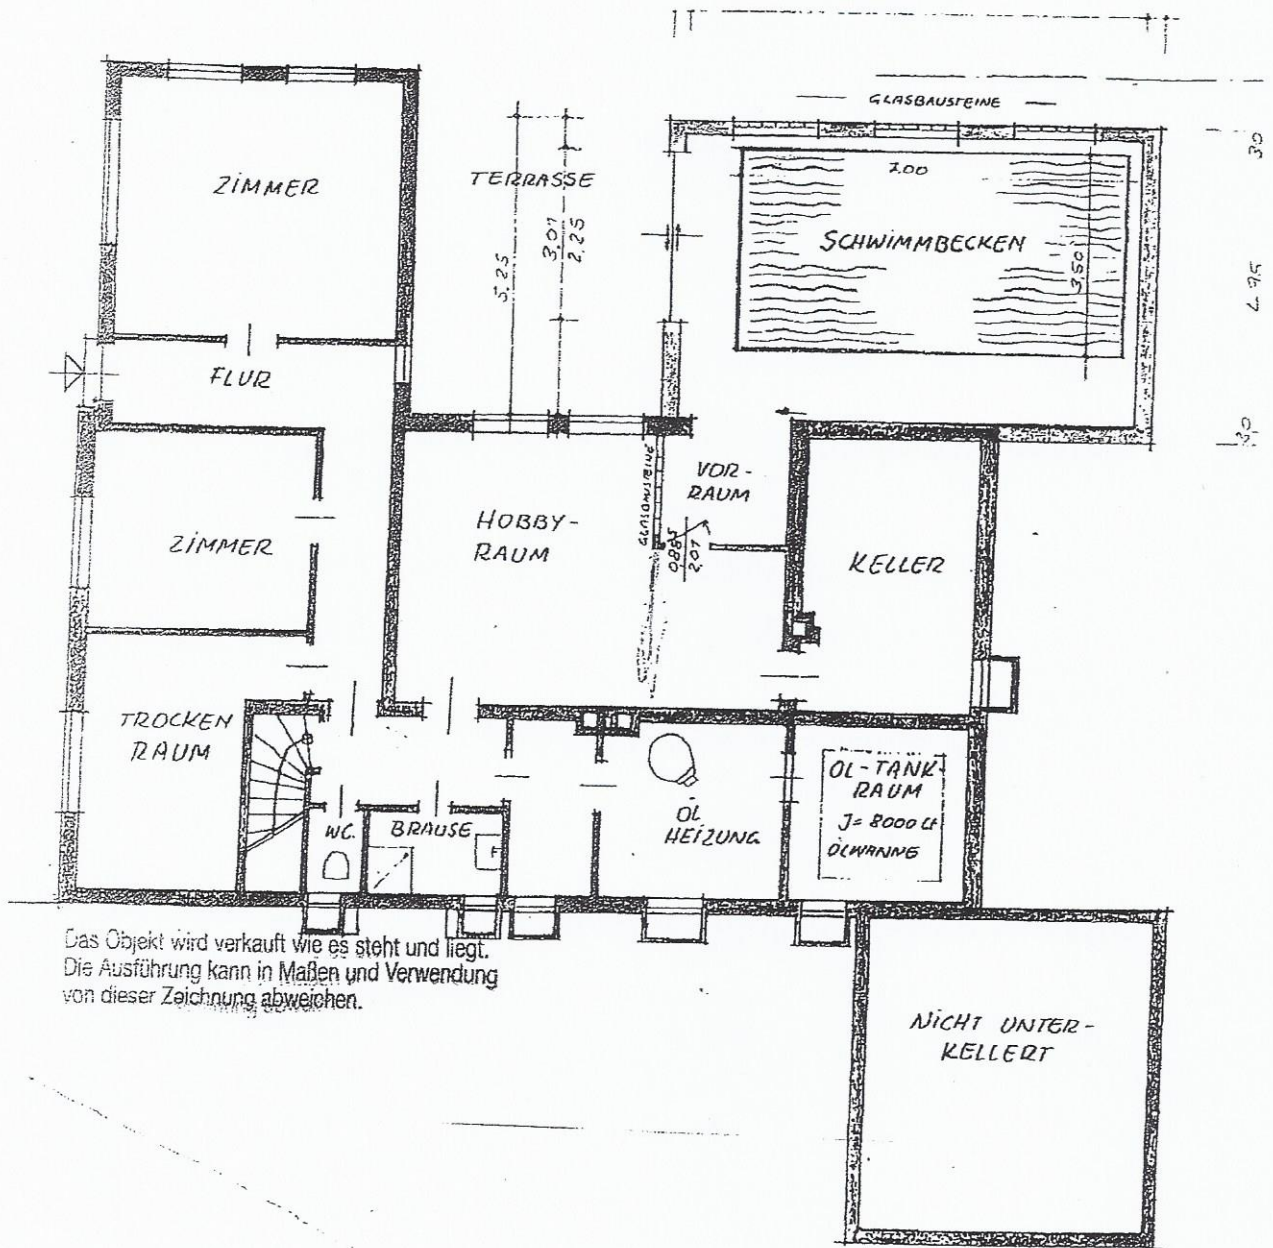 GLASBAUSTEINE
30
ZIMMER
TERRASSE
7.00
SCHWIMMBECKEN
3.50
5.25
3.01
2.25
FLUR
30
GLASBAUSTEINE
VOR-
RAUM
HOBBY-
RAUM
0.885
2.01
ZIMMER
KELLER
TROCKEN
RAUM
ÖL-TANK-
RAUM
J= 8000 Lt
ÖLWANNE
ÖL
HEIZUNG
WC.
BRAUSE
Das Objekt wird verkauft wie es steht und liegt.
Die Ausführung kann in Maßen und Verwendung
von dieser Zeichnung abweichen.
NICHT UNTER-
KELLERT